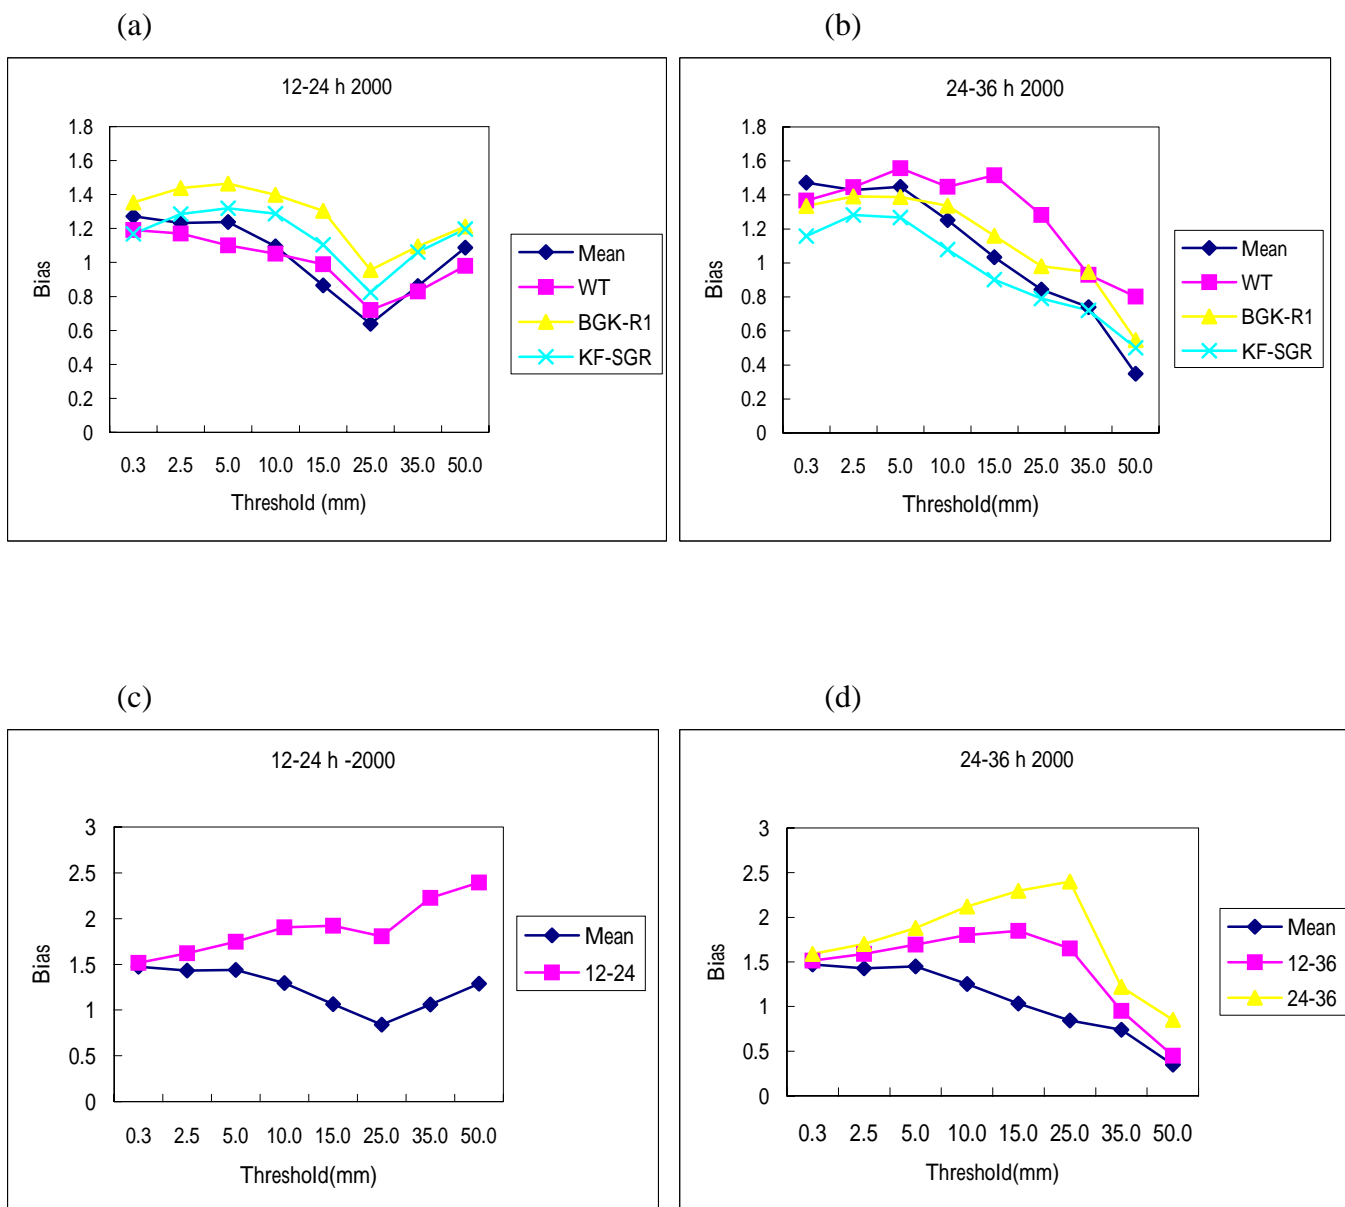 (a)
12-24 h 2000
1.8
1.6
1.4
1.2
1
0.8
0.6
0.4
0.2
0
Bias
0.3 2.5 5.0 10.0 15.0 25.0 35.0 50.0
Threshold (mm)
Mean
WT
BGK-R1
KF-SGR
(b)
24-36 h 2000
1.8
1.6
1.4
1.2
1
0.8
0.6
0.4
0.2
0
Bias
0.3 2.5 5.0 10.0 15.0 25.0 35.0 50.0
Threshold(mm)
Mean
WT
BGK-R1
KF-SGR
(c)
12-24 h -2000
3
2.5
2
1.5
1
0.5
0
Bias
0.3 2.5 5.0 10.0 15.0 25.0 35.0 50.0
Threshold(mm)
Mean
12-24
(d)
24-36 h 2000
3
2.5
2
1.5
1
0.5
0
Bias
0.3 2.5 5.0 10.0 15.0 25.0 35.0 50.0
Threshold(mm)
Mean
12-36
24-36